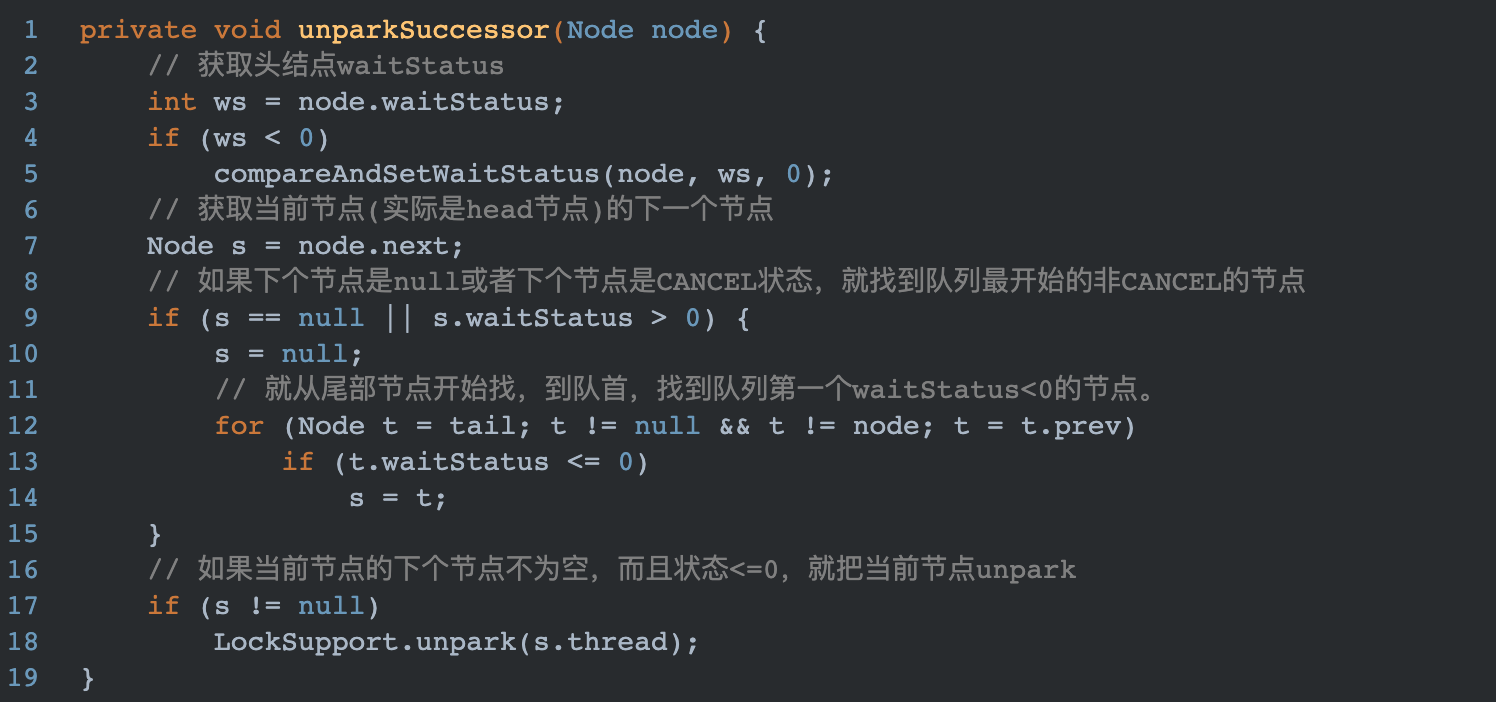 1 private void unparkSuccessor(Node node) {
2 // 获取头结点waitStatus
3 int ws = node.waitStatus;
4 if (ws < 0)
5 compareAndSetWaitStatus(node, ws, 0);
6 // 获取当前节点(实际是head节点)的下一个节点
7 Node s = node.next;
8 // 如果下个节点是null或者下个节点是CANCEL状态，就找到队列最开始的非CANCEL的节点
9 if (s == null || s.waitStatus > 0) {
10 s = null;
11 // 就从尾部节点开始找，到队首，找到队列第一个waitStatus<0的节点。
12 for (Node t = tail; t != null && t != node; t = t.prev)
13 if (t.waitStatus <= 0)
14 s = t;
15 }
16 // 如果当前节点的下个节点不为空，而且状态<=0，就把当前节点unpark
17 if (s != null)
18 LockSupport.unpark(s.thread);
19 }